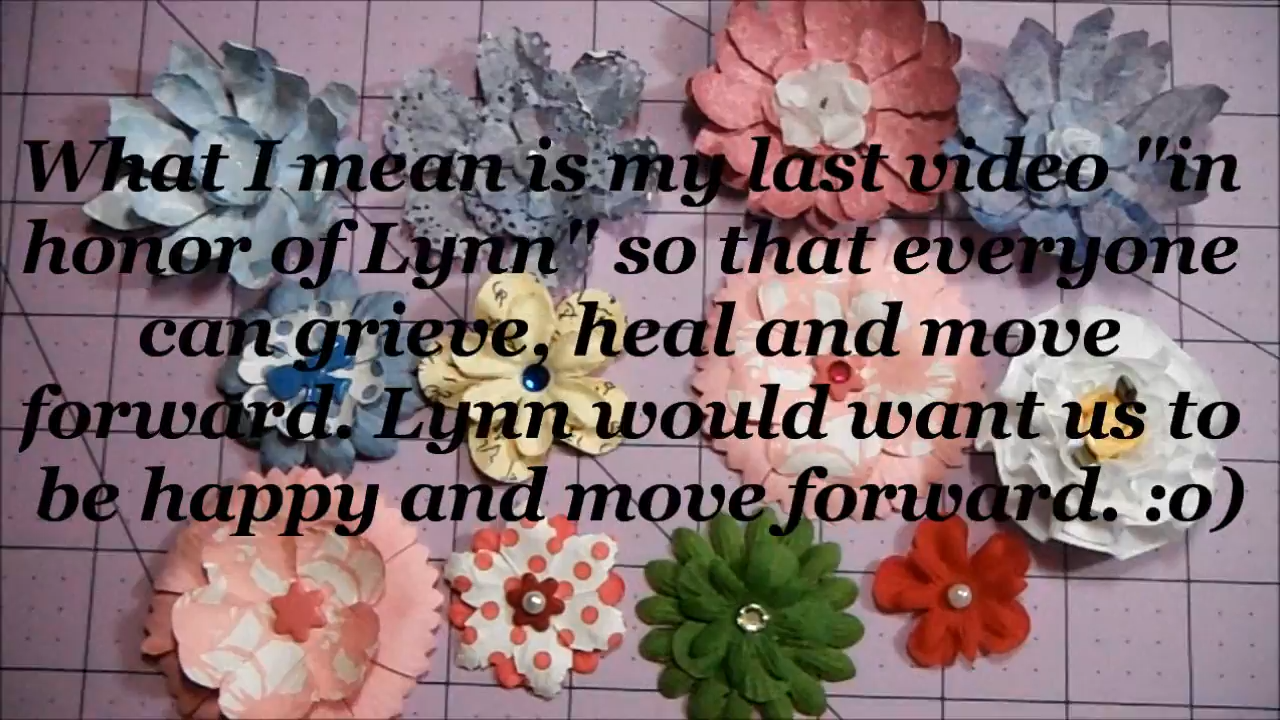 What I mean is my last video "in
honor of Lynn" so that everyone
can grieve, heal and move
forward. Lynn would want us to
be happy and move forward. :o)